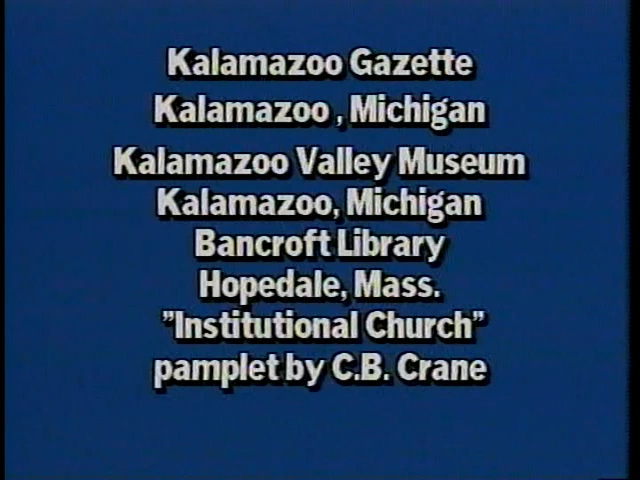 Kalamazoo Gazette
Kalamazoo , Michigan
Kalamazoo Valley Museum
Kalamazoo, Michigan
Bancroft Library
Hopedale, Mass.
"Institutional Church"
pamplet by C.B. Crane